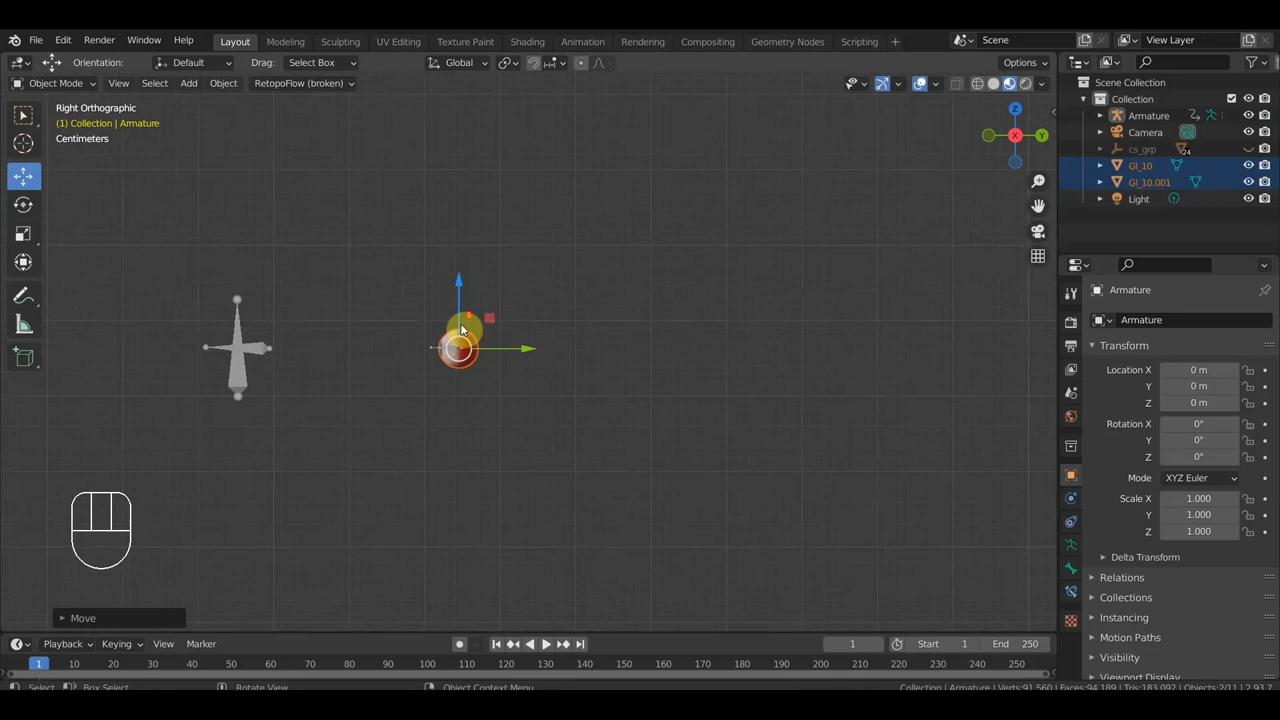 File Edit Render Window Help Layout Modeling Sculpting UV Editing Texture Paint Shading Animation Rendering Compositing Geometry Nodes Scripting + Scene View Layer
Orientation: Default Drag: Select Box Global Options
Object Mode View Select Add Object RetopoFlow (broken)
Right Orthographic
(1) Collection | Armature
Centimeters
Z
Y
X
Scene Collection
Collection
Armature
Camera
cs_grp 24
GI_10
GI_10.001
Light
Armature
Armature
Transform
Location X 0 m
Y 0 m
Z 0 m
Rotation X 0°
Y 0°
Z 0°
Mode XYZ Euler
Scale X 1.000
Y 1.000
Z 1.000
Delta Transform
Relations
Collections
Instancing
Motion Paths
Visibility
Viewport Display
Move
Playback Keying View Marker 1 Start 1 End 250
1 10 20 30 40 50 60 70 80 90 100 110 120 130 140 150 160 170 180 190 200 210 220 230 240 250
Select Box Select Rotate View Object Context Menu Collection | Armature | Verts:91,560 | Faces:94,189 | Tris:183,092 | Objects:2/11 | 2.93.7